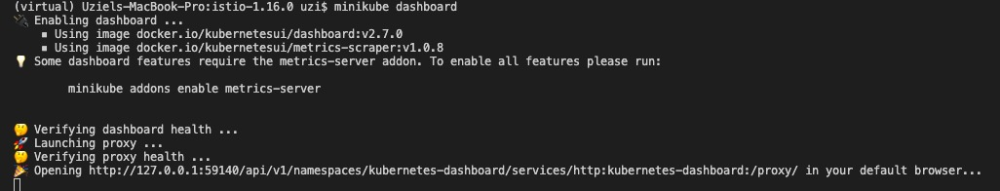 (virtual) Uziels-MacBook-Pro:istio-1.16.0 uzi$ minikube dashboard
🔌 Enabling dashboard ...
▪ Using image docker.io/kubernetesui/dashboard:v2.7.0
▪ Using image docker.io/kubernetesui/metrics-scraper:v1.0.8
💡 Some dashboard features require the metrics-server addon. To enable all features please run:
minikube addons enable metrics-server
🤔 Verifying dashboard health ...
🚀 Launching proxy ...
🤔 Verifying proxy health ...
🎉 Opening http://127.0.0.1:59140/api/v1/namespaces/kubernetes-dashboard/services/http:kubernetes-dashboard:/proxy/ in your default browser...